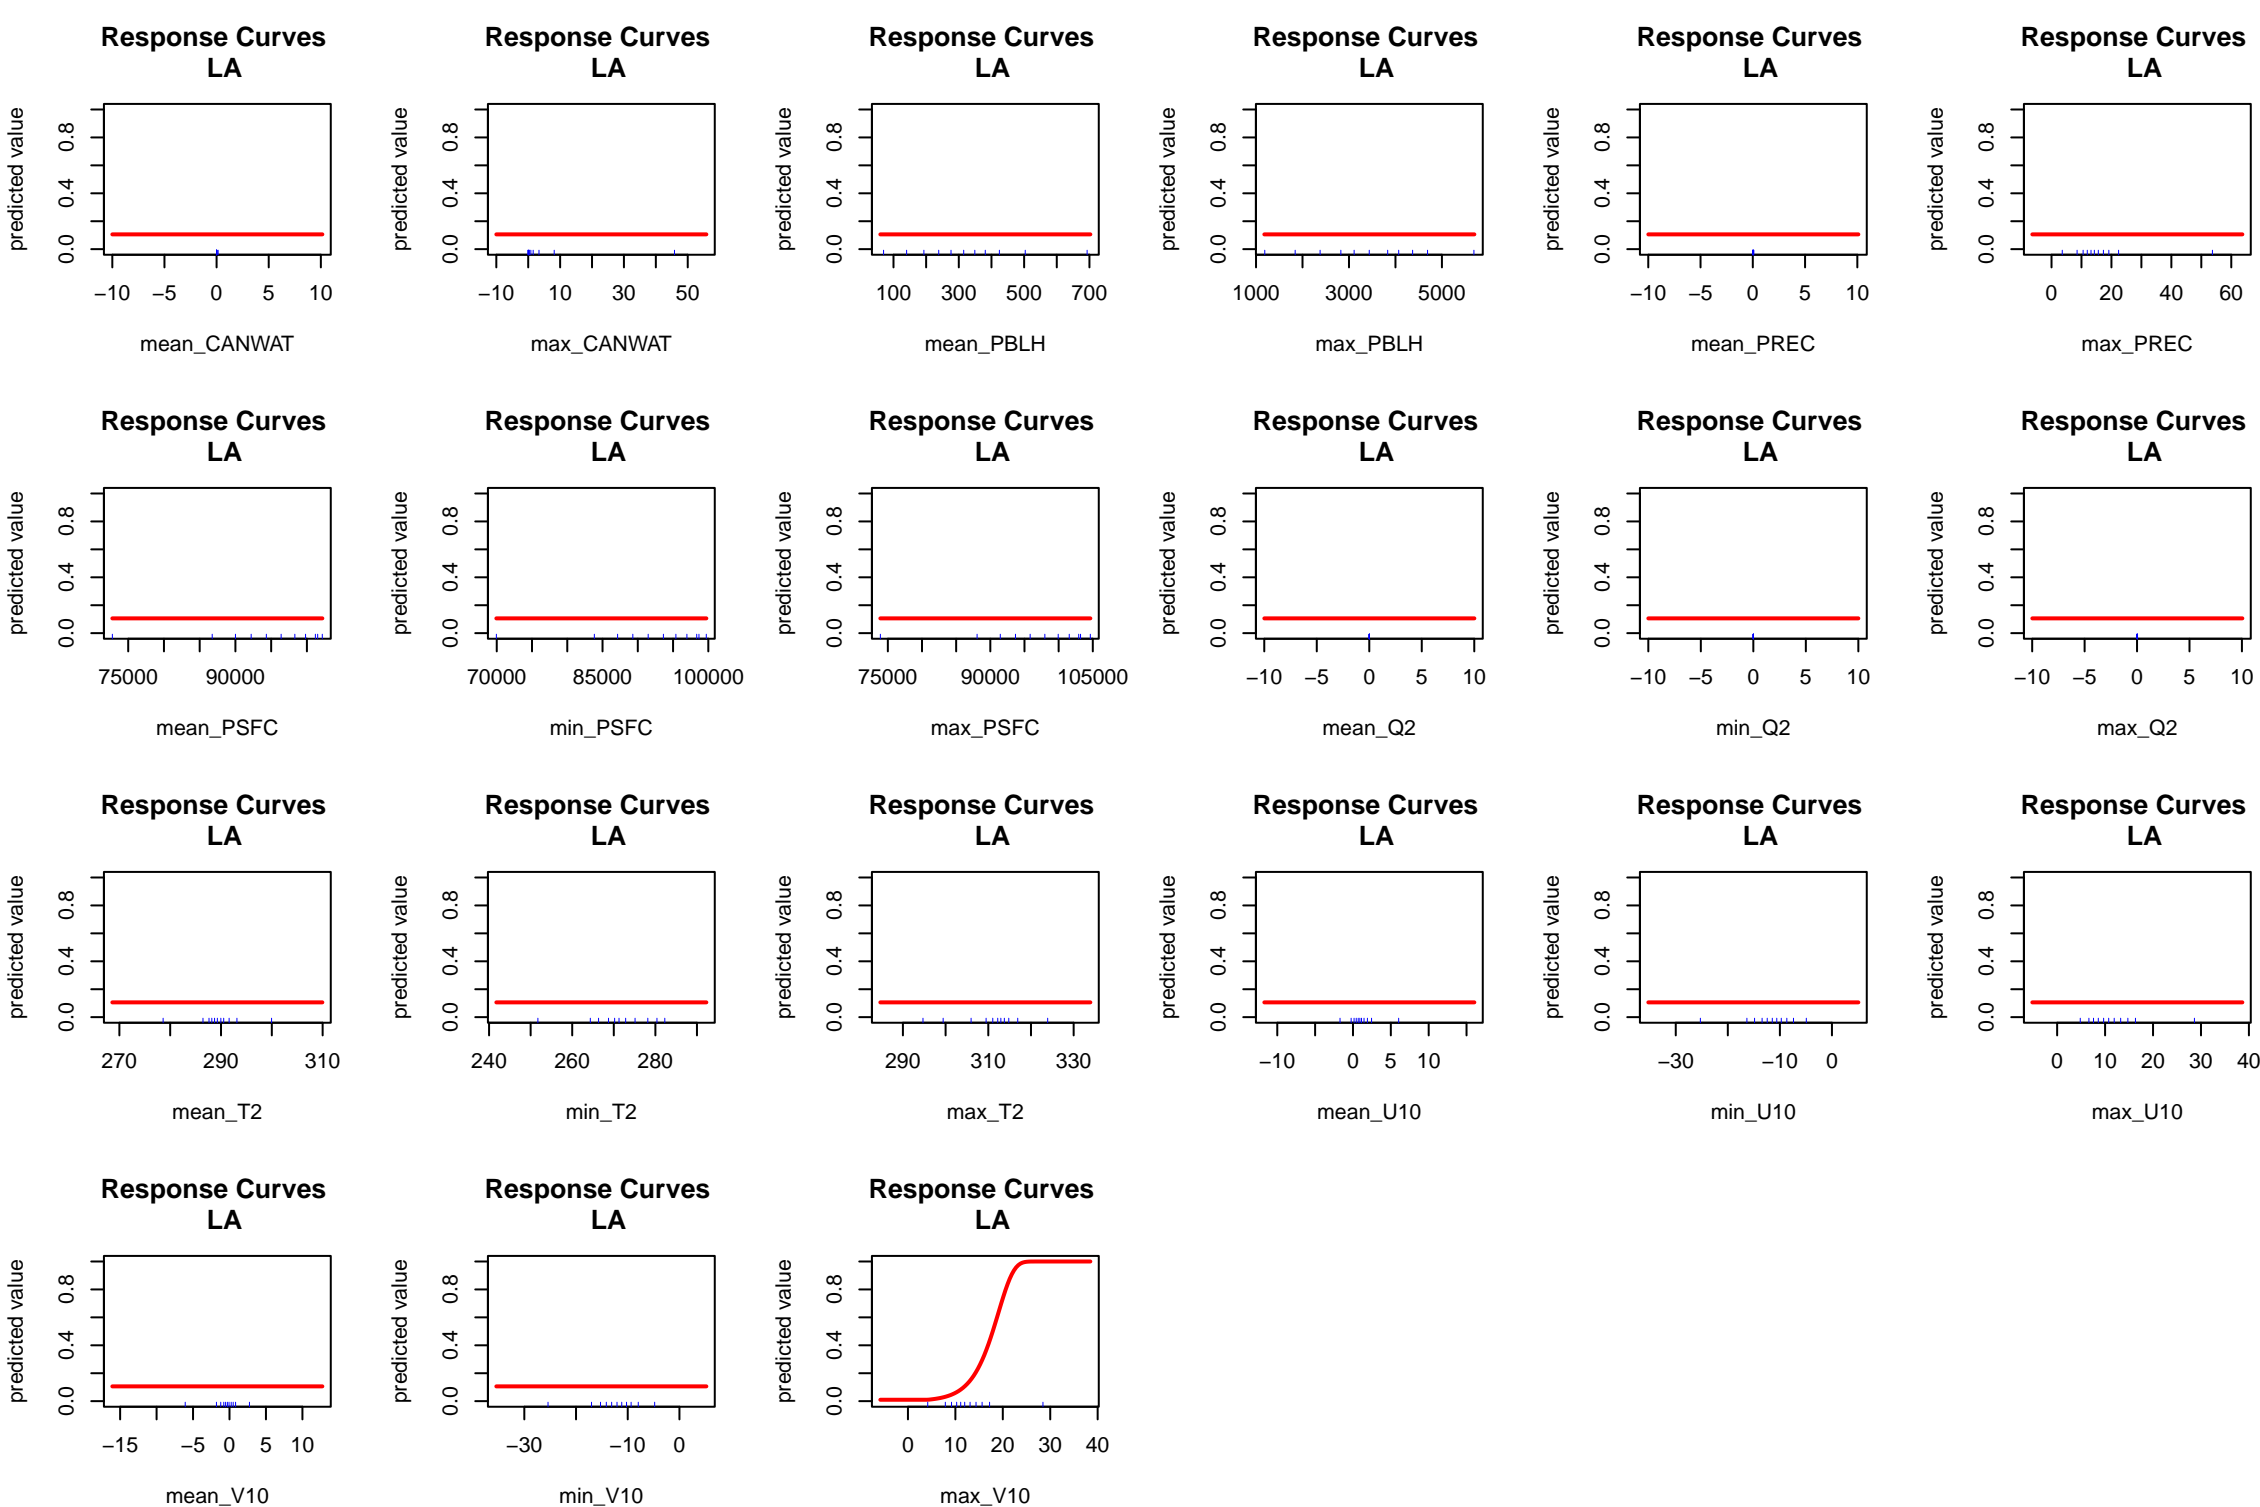 Response Curves
LA
predicted value
0.0 0.4 0.8
−10 −5 0 5 10
mean_CANWAT
Response Curves
LA
predicted value
0.0 0.4 0.8
−10 10 30 50
max_CANWAT
Response Curves
LA
predicted value
0.0 0.4 0.8
100 300 500 700
mean_PBLH
Response Curves
LA
predicted value
0.0 0.4 0.8
1000 3000 5000
max_PBLH
Response Curves
LA
predicted value
0.0 0.4 0.8
−10 −5 0 5 10
mean_PREC
Response Curves
LA
predicted value
0.0 0.4 0.8
0 20 40 60
max_PREC
Response Curves
LA
predicted value
0.0 0.4 0.8
75000 90000
mean_PSFC
Response Curves
LA
predicted value
0.0 0.4 0.8
70000 85000 100000
min_PSFC
Response Curves
LA
predicted value
0.0 0.4 0.8
75000 90000 105000
max_PSFC
Response Curves
LA
predicted value
0.0 0.4 0.8
−10 −5 0 5 10
mean_Q2
Response Curves
LA
predicted value
0.0 0.4 0.8
−10 −5 0 5 10
min_Q2
Response Curves
LA
predicted value
0.0 0.4 0.8
−10 −5 0 5 10
max_Q2
Response Curves
LA
predicted value
0.0 0.4 0.8
270 290 310
mean_T2
Response Curves
LA
predicted value
0.0 0.4 0.8
240 260 280
min_T2
Response Curves
LA
predicted value
0.0 0.4 0.8
290 310 330
max_T2
Response Curves
LA
predicted value
0.0 0.4 0.8
−10 0 5 10
mean_U10
Response Curves
LA
predicted value
0.0 0.4 0.8
−30 −10 0
min_U10
Response Curves
LA
predicted value
0.0 0.4 0.8
0 10 20 30 40
max_U10
Response Curves
LA
predicted value
0.0 0.4 0.8
−15 −5 0 5 10
mean_V10
Response Curves
LA
predicted value
0.0 0.4 0.8
−30 −10 0
min_V10
Response Curves
LA
predicted value
0.0 0.4 0.8
0 10 20 30 40
max_V10